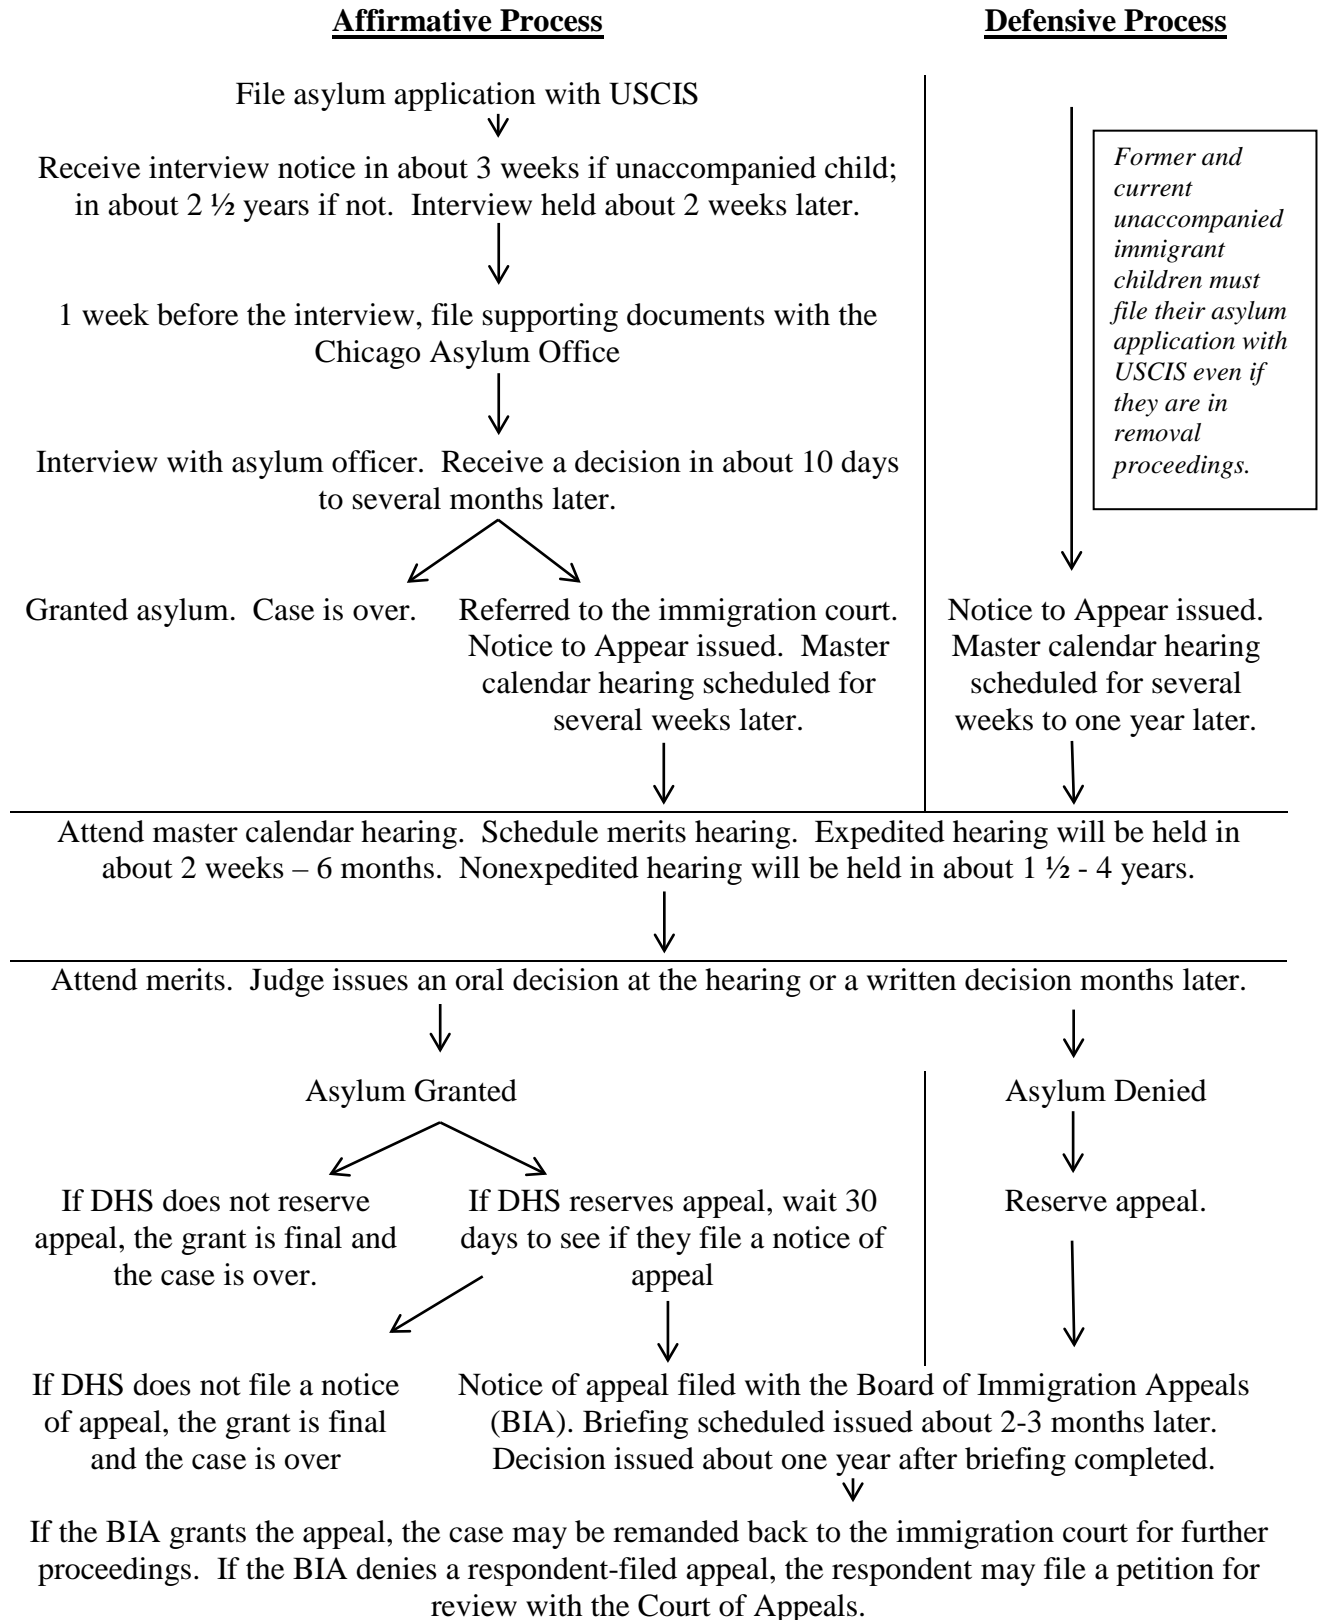 Affirmative Process
Defensive Process
File asylum application with USCIS
Receive interview notice in about 3 weeks if unaccompanied child;
in about 2 ½ years if not.  Interview held about 2 weeks later.
1 week before the interview, file supporting documents with the
Chicago Asylum Office
Interview with asylum officer.  Receive a decision in about 10 days
to several months later.
Former and
current
unaccompanied
immigrant
children must
file their asylum
application with
USCIS even if
they are in
removal
proceedings.
Granted asylum.  Case is over.
Referred to the immigration court.
Notice to Appear issued.  Master
calendar hearing scheduled for
several weeks later.
Notice to Appear issued.
Master calendar hearing
scheduled for several
weeks to one year later.
Attend master calendar hearing.  Schedule merits hearing.  Expedited hearing will be held in
about 2 weeks – 6 months.  Nonexpedited hearing will be held in about 1 ½ - 4 years.
Attend merits.  Judge issues an oral decision at the hearing or a written decision months later.
Asylum Granted
Asylum Denied
If DHS does not reserve
appeal, the grant is final and
the case is over.
If DHS reserves appeal, wait 30
days to see if they file a notice of
appeal
Reserve appeal.
If DHS does not file a notice
of appeal, the grant is final
and the case is over
Notice of appeal filed with the Board of Immigration Appeals
(BIA). Briefing scheduled issued about 2-3 months later.
Decision issued about one year after briefing completed.
If the BIA grants the appeal, the case may be remanded back to the immigration court for further
proceedings.  If the BIA denies a respondent-filed appeal, the respondent may file a petition for
review with the Court of Appeals.